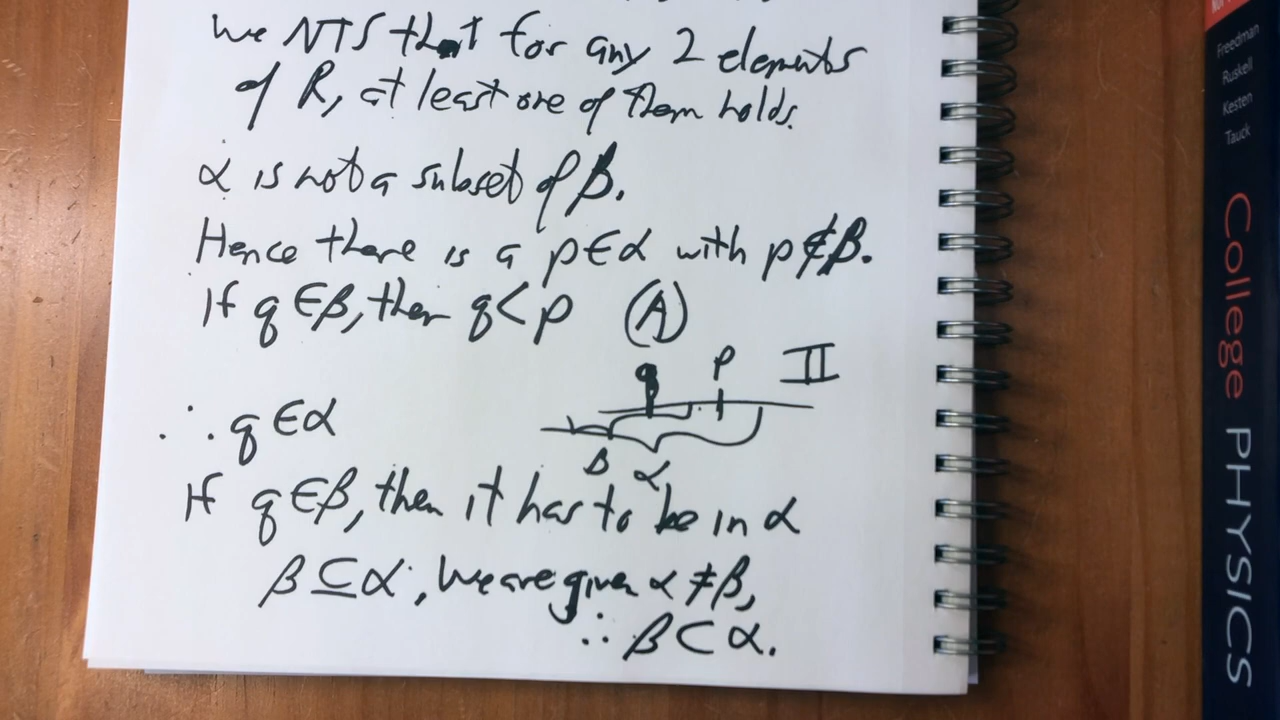 we NTS that for any 2 elements
of R, at least one of them holds.
α is not a subset of β.
Hence there is a p∈α with p∉β.
If q∈β, then q<p (A)
q p II
∴ q∈α
β α
If q∈β, then it has to be in α
β⊆α, we are given α≠β,
∴ β⊂α.
Freedman
Ruskell
Kesten
Tauck
College PHYSICS